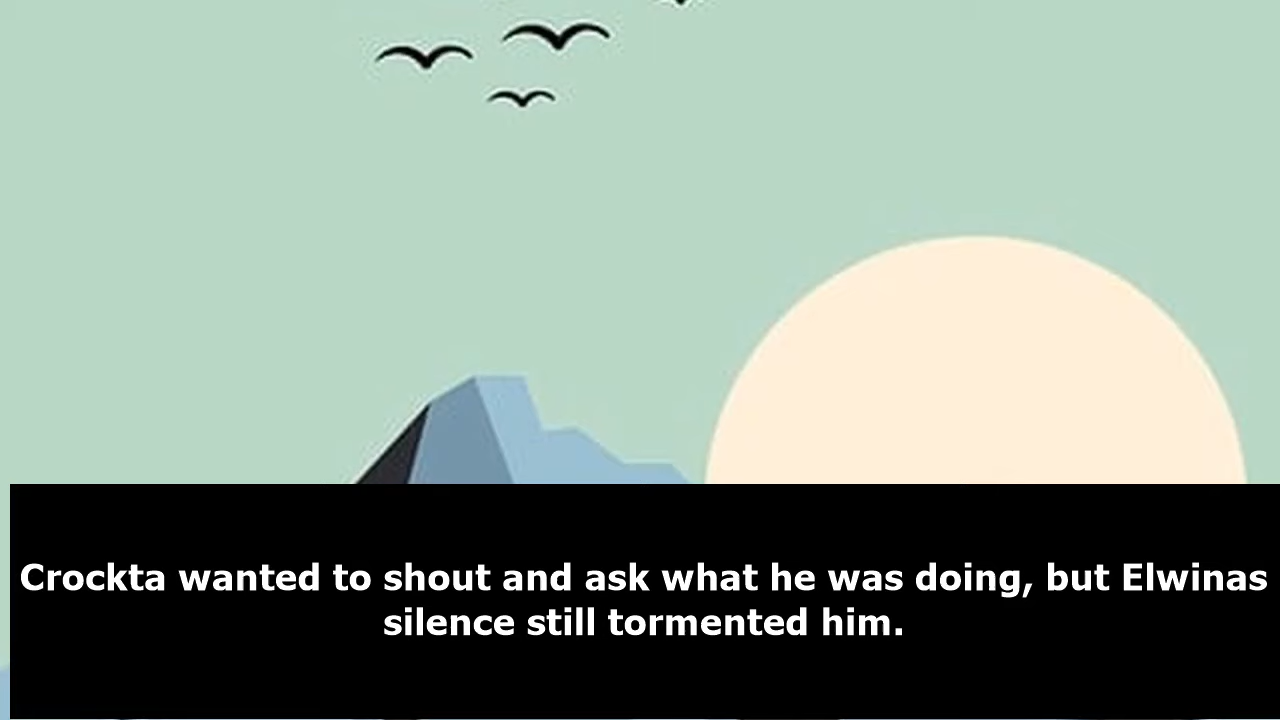 Crockta wanted to shout and ask what he was doing, but Elwinas
silence still tormented him.